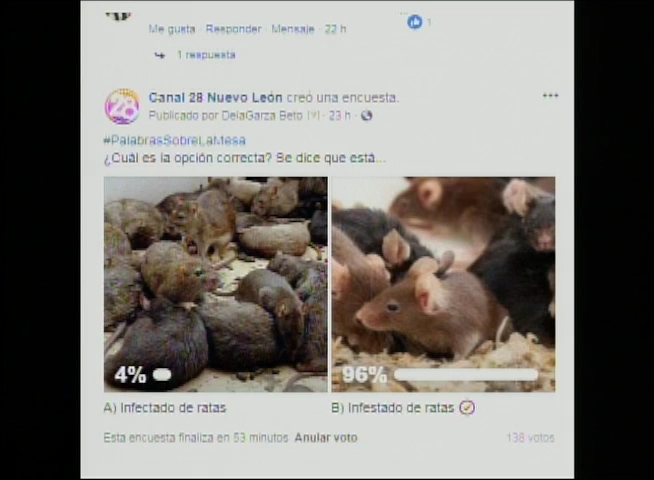 Me gusta · Responder · Mensaje · 22 h
1
1 respuesta
28
Canal 28 Nuevo León creó una encuesta.
Publicado por DelaGarza Beto [?] · 23 h ·
#PalabrasSobreLaMesa
¿Cuál es la opción correcta? Se dice que está...
4% 96%
A) Infectado de ratas
B) Infestado de ratas
Esta encuesta finaliza en 53 minutos Anular voto 138 votos